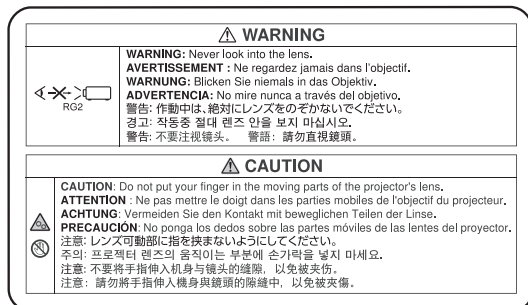 ⚠ WARNING
WARNING: Never look into the lens.
AVERTISSEMENT : Ne regardez jamais dans l'objectif.
WARNUNG: Blicken Sie niemals in das Objektiv.
ADVERTENCIA: No mire nunca a través del objetivo.
警告: 作動中は、絶対にレンズをのぞかないでください。
경고: 작동중 절대 렌즈 안을 보지 마십시오.
警告: 不要注视镜头。 警語: 請勿直視鏡頭。
RG2
⚠ CAUTION
CAUTION: Do not put your finger in the moving parts of the projector's lens.
ATTENTION : Ne pas mettre le doigt dans les parties mobiles de l'objectif du projecteur.
ACHTUNG: Vermeiden Sie den Kontakt mit beweglichen Teilen der Linse.
PRECAUCIÓN: No ponga los dedos sobre las partes móviles de las lentes del proyector.
注意: レンズ可動部に指を挟まないようにしてください。
주의: 프로젝터 렌즈의 움직이는 부분에 손가락을 넣지 마세요.
注意: 不要将手指伸入机身与镜头的缝隙，以免被夹伤。
注意: 請勿將手指伸入機身與鏡頭的隙縫中，以免被夾傷。